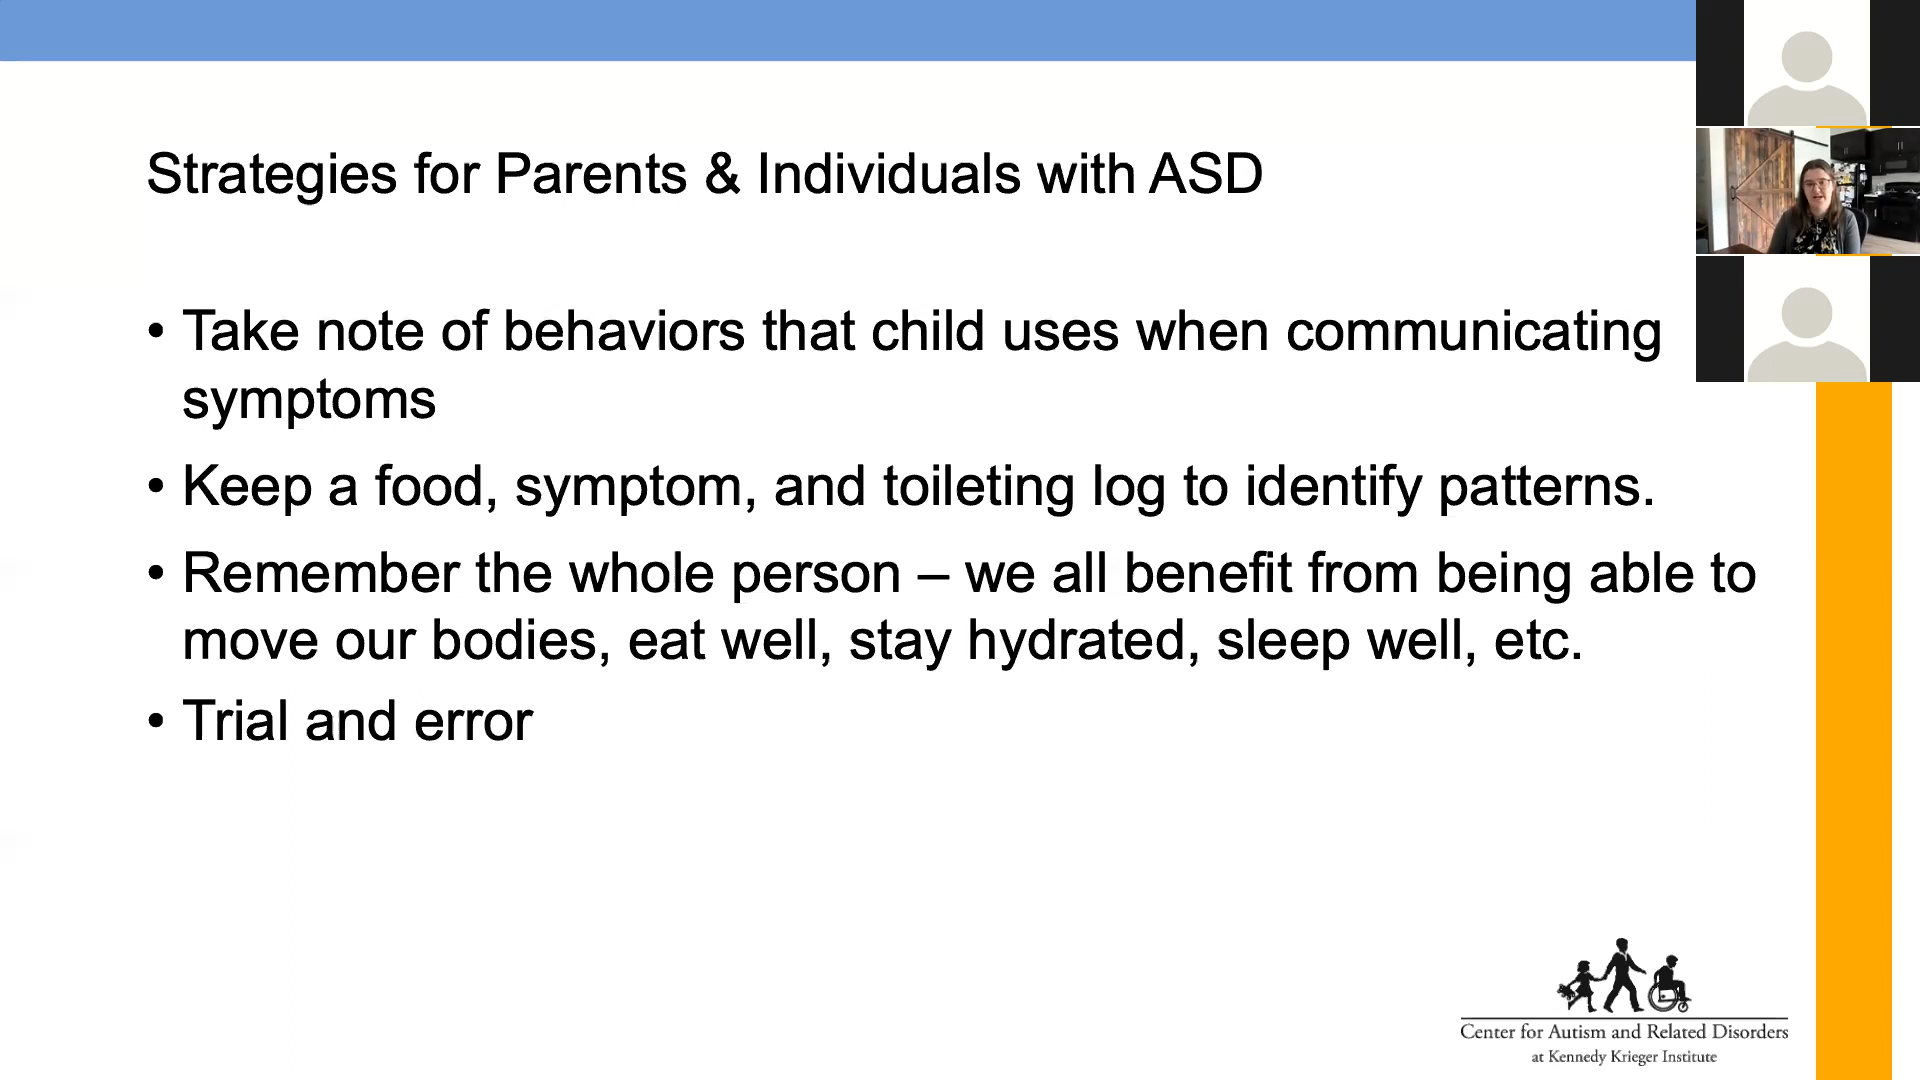 Strategies for Parents & Individuals with ASD
• Take note of behaviors that child uses when communicating
symptoms
• Keep a food, symptom, and toileting log to identify patterns.
• Remember the whole person – we all benefit from being able to
move our bodies, eat well, stay hydrated, sleep well, etc.
• Trial and error
Center for Autism and Related Disorders
at Kennedy Krieger Institute